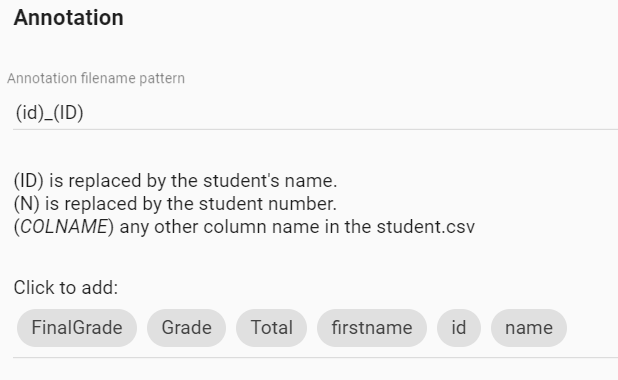 Annotation
Annotation filename pattern
(id)_(ID)
(ID) is replaced by the student's name.
(N) is replaced by the student number.
(COLNAME) any other column name in the student.csv
Click to add:
FinalGrade Grade Total firstname id name